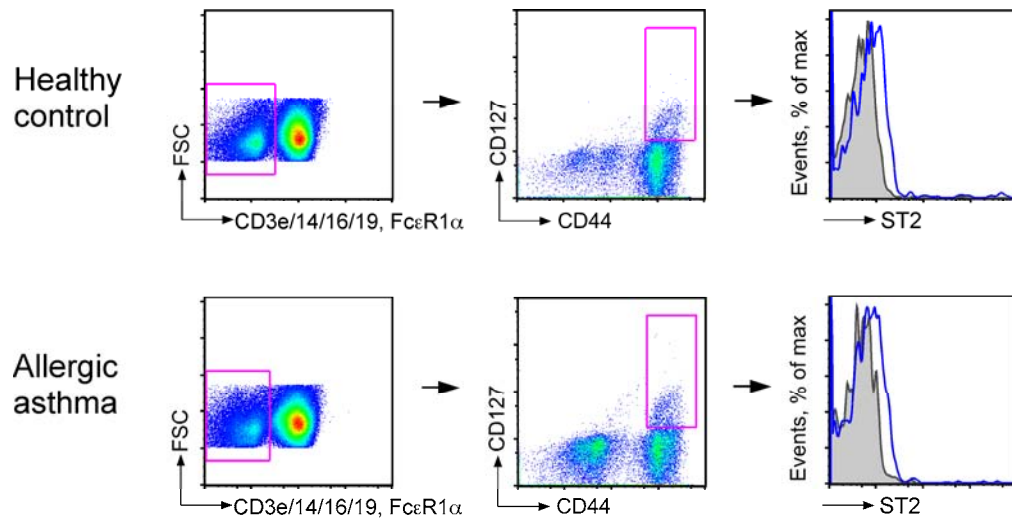 Healthy
control
FSC
CD3e/14/16/19, FcεR1α
CD127
CD44
Events, % of max
ST2
Allergic
asthma
FSC
CD3e/14/16/19, FcεR1α
CD127
CD44
Events, % of max
ST2